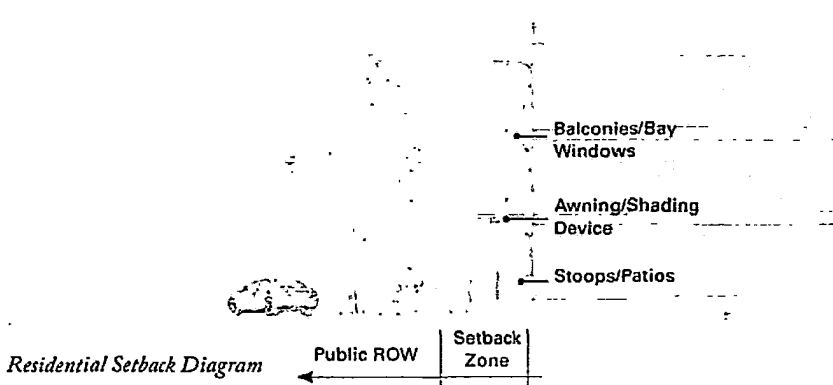 Balconies/Bay
Windows
Awning/Shading
Device
Stoops/Patios
Residential Setback Diagram
Public ROW
Setback
Zone